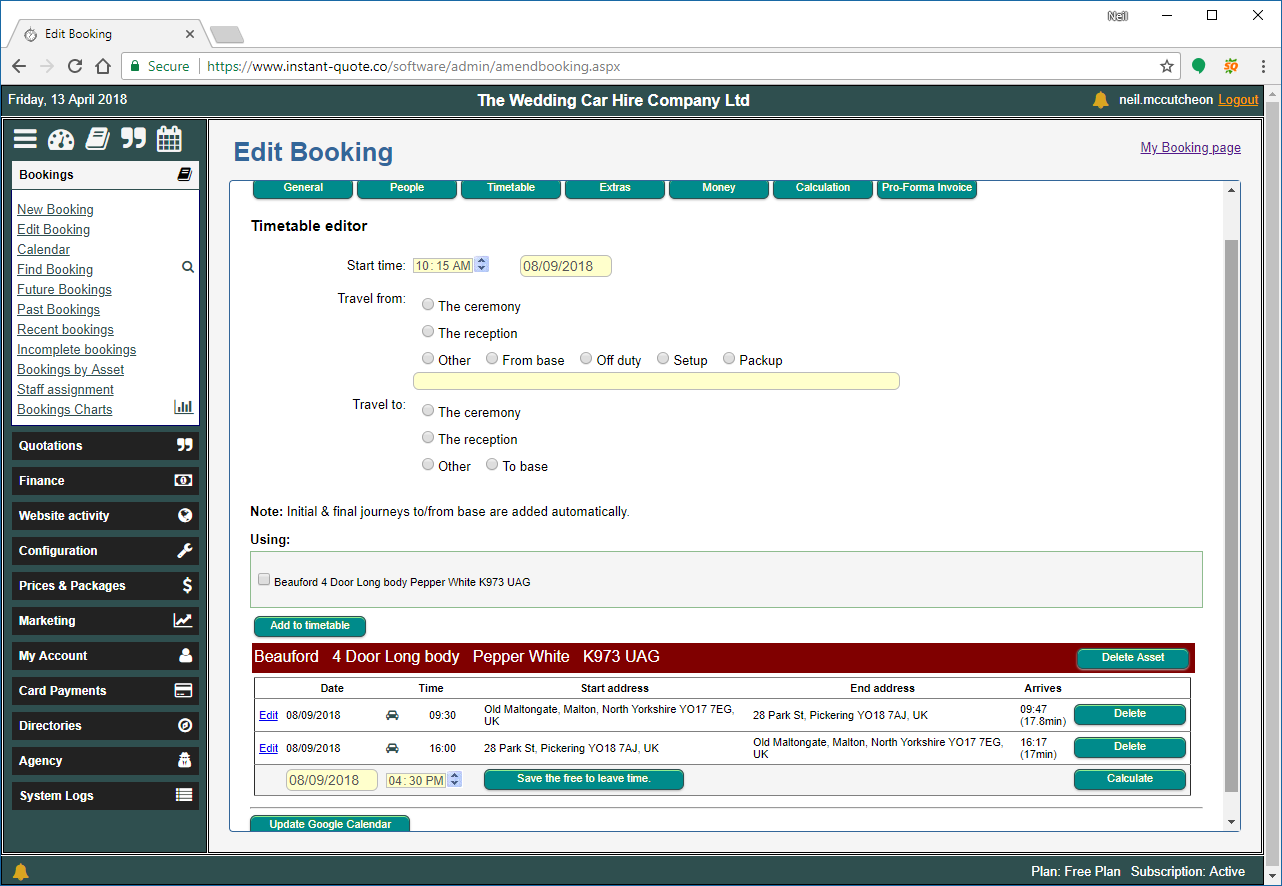 Neil
Edit Booking
Secure https://www.instant-quote.co/software/admin/amendbooking.aspx
SQ
Friday, 13 April 2018 The Wedding Car Hire Company Ltd neil.mccutcheon Logout
Bookings
New Booking
Edit Booking
Calendar
Find Booking
Future Bookings
Past Bookings
Recent bookings
Incomplete bookings
Bookings by Asset
Staff assignment
Bookings Charts
Quotations
Finance
Website activity
Configuration
Prices & Packages
Marketing
My Account
Card Payments
Directories
Agency
System Logs
Edit Booking My Booking page
General People Timetable Extras Money Calculation Pro-Forma Invoice
Timetable editor
Start time: 10:15 AM 08/09/2018
Travel from: The ceremony
The reception
Other From base Off duty Setup Packup
Travel to: The ceremony
The reception
Other To base
Note: Initial & final journeys to/from base are added automatically.
Using:
Beauford 4 Door Long body Pepper White K973 UAG
Add to timetable
Beauford 4 Door Long body Pepper White K973 UAG Delete Asset
Date Time Start address End address Arrives
Edit 08/09/2018 09:30 Old Maltongate, Malton, North Yorkshire YO17 7EG, UK 28 Park St, Pickering YO18 7AJ, UK 09:47 (17.8min) Delete
Edit 08/09/2018 16:00 28 Park St, Pickering YO18 7AJ, UK Old Maltongate, Malton, North Yorkshire YO17 7EG, UK 16:17 (17min) Delete
08/09/2018 04:30 PM Save the free to leave time. Calculate
Update Google Calendar
Plan: Free Plan Subscription: Active